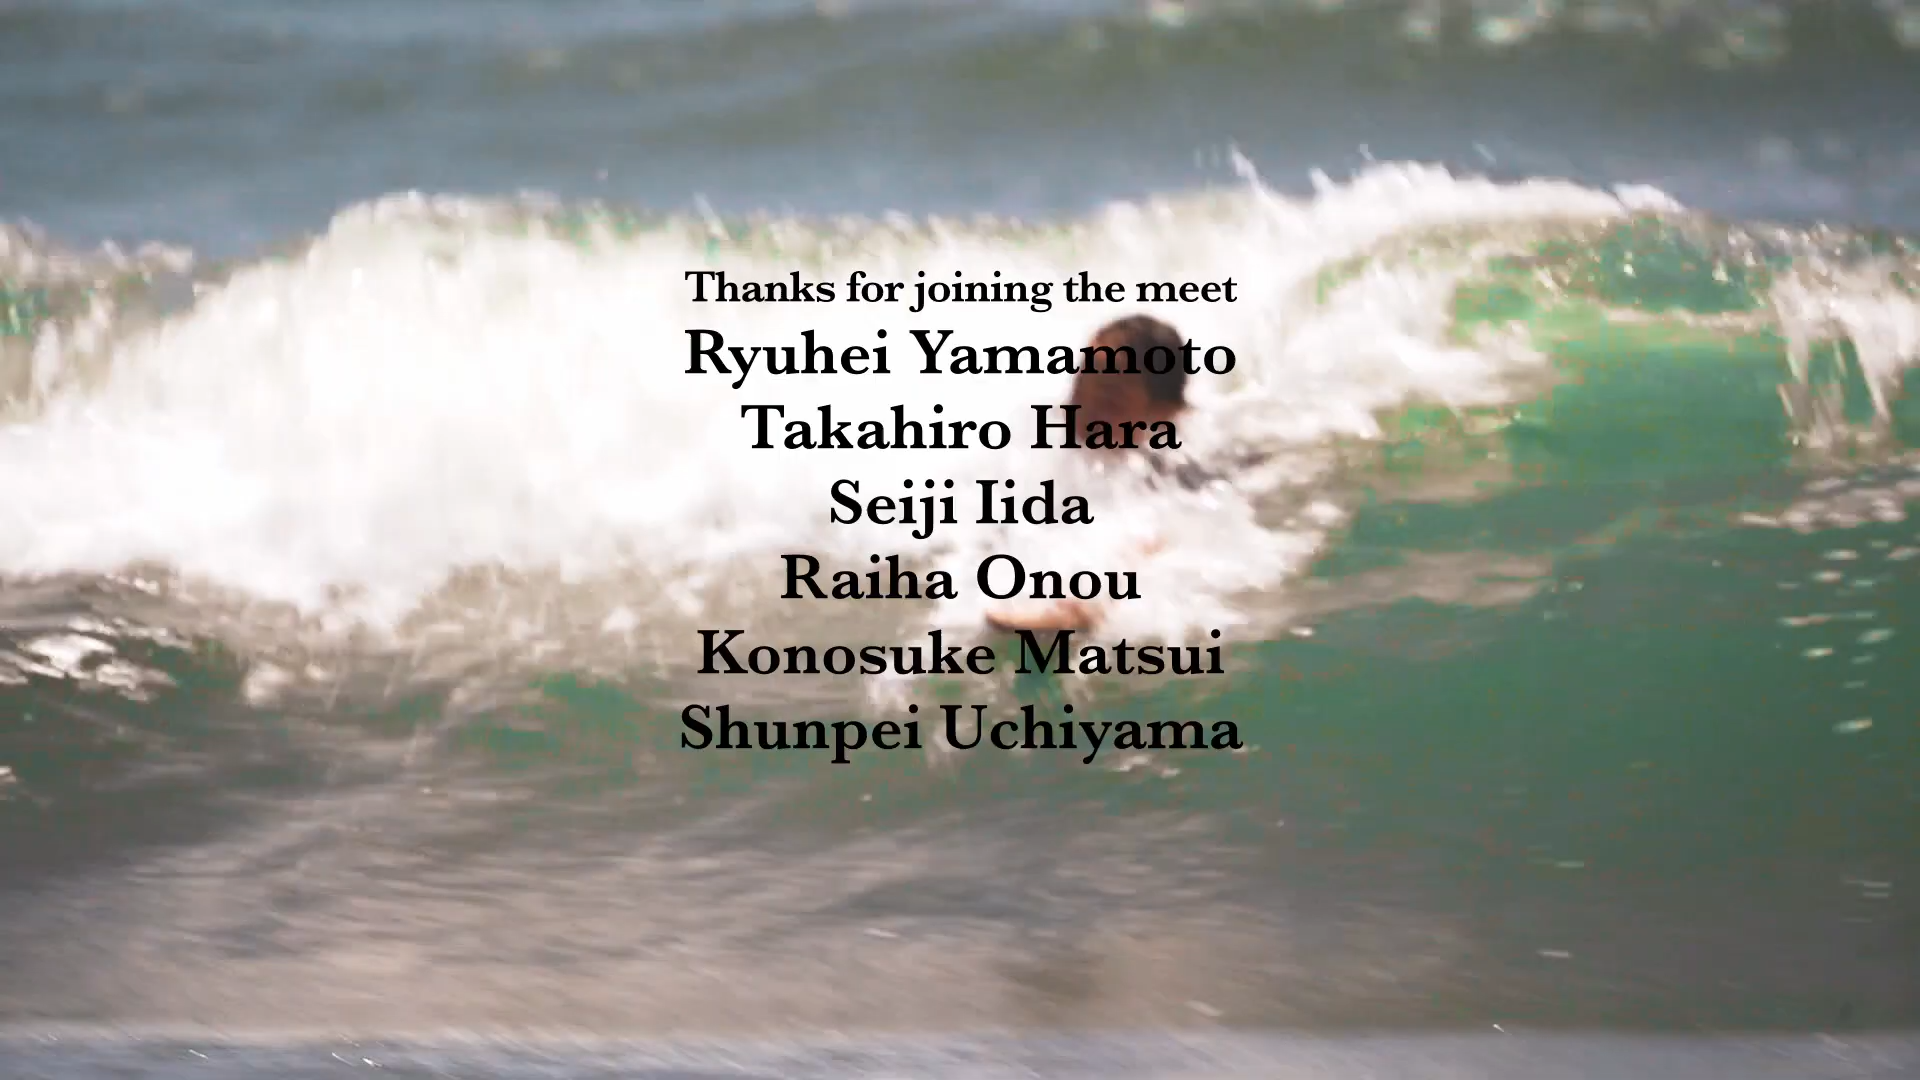 Thanks for joining the meet
Ryuhei Yamamoto
Takahiro Hara
Seiji Iida
Raiha Onou
Konosuke Matsui
Shunpei Uchiyama